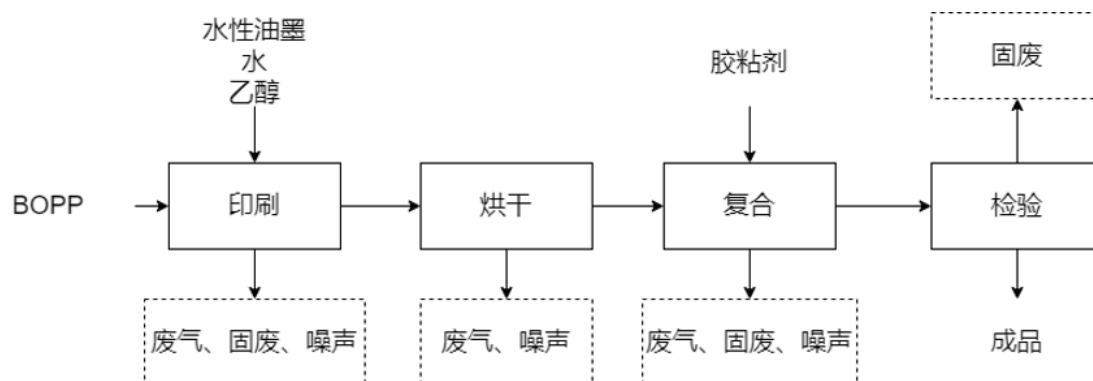 水性油墨
水
乙醇
胶粘剂
固废
BOPP
印刷
烘干
复合
检验
废气、固废、噪声
废气、噪声
废气、固废、噪声
成品